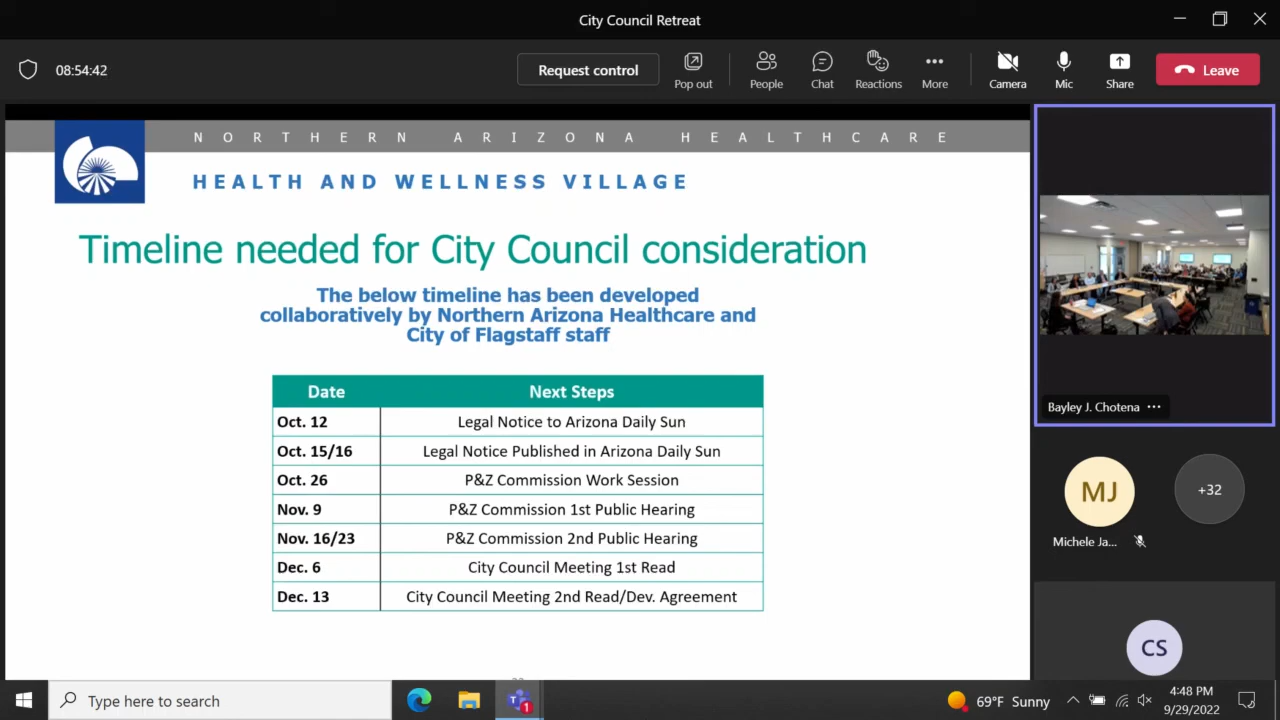 City Council Retreat
08:54:42
Request control
Pop out
People
Chat
Reactions
More
Camera
Mic
Share
Leave
NORTHERN ARIZONA HEALTHCARE
HEALTH AND WELLNESS VILLAGE
Timeline needed for City Council consideration
The below timeline has been developed
collaboratively by Northern Arizona Healthcare and
City of Flagstaff staff
Date Next Steps
Oct. 12 Legal Notice to Arizona Daily Sun
Oct. 15/16 Legal Notice Published in Arizona Daily Sun
Oct. 26 P&Z Commission Work Session
Nov. 9 P&Z Commission 1st Public Hearing
Nov. 16/23 P&Z Commission 2nd Public Hearing
Dec. 6 City Council Meeting 1st Read
Dec. 13 City Council Meeting 2nd Read/Dev. Agreement
Bayley J. Chotena ...
MJ
+32
Michele Ja...
CS
Type here to search
1
69°F Sunny
4:48 PM
9/29/2022